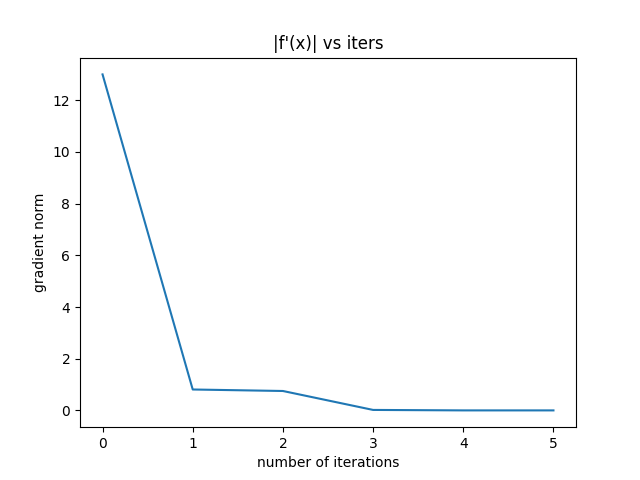 |f'(x)| vs iters
gradient norm
12
10
8
6
4
2
0
0 1 2 3 4 5
number of iterations